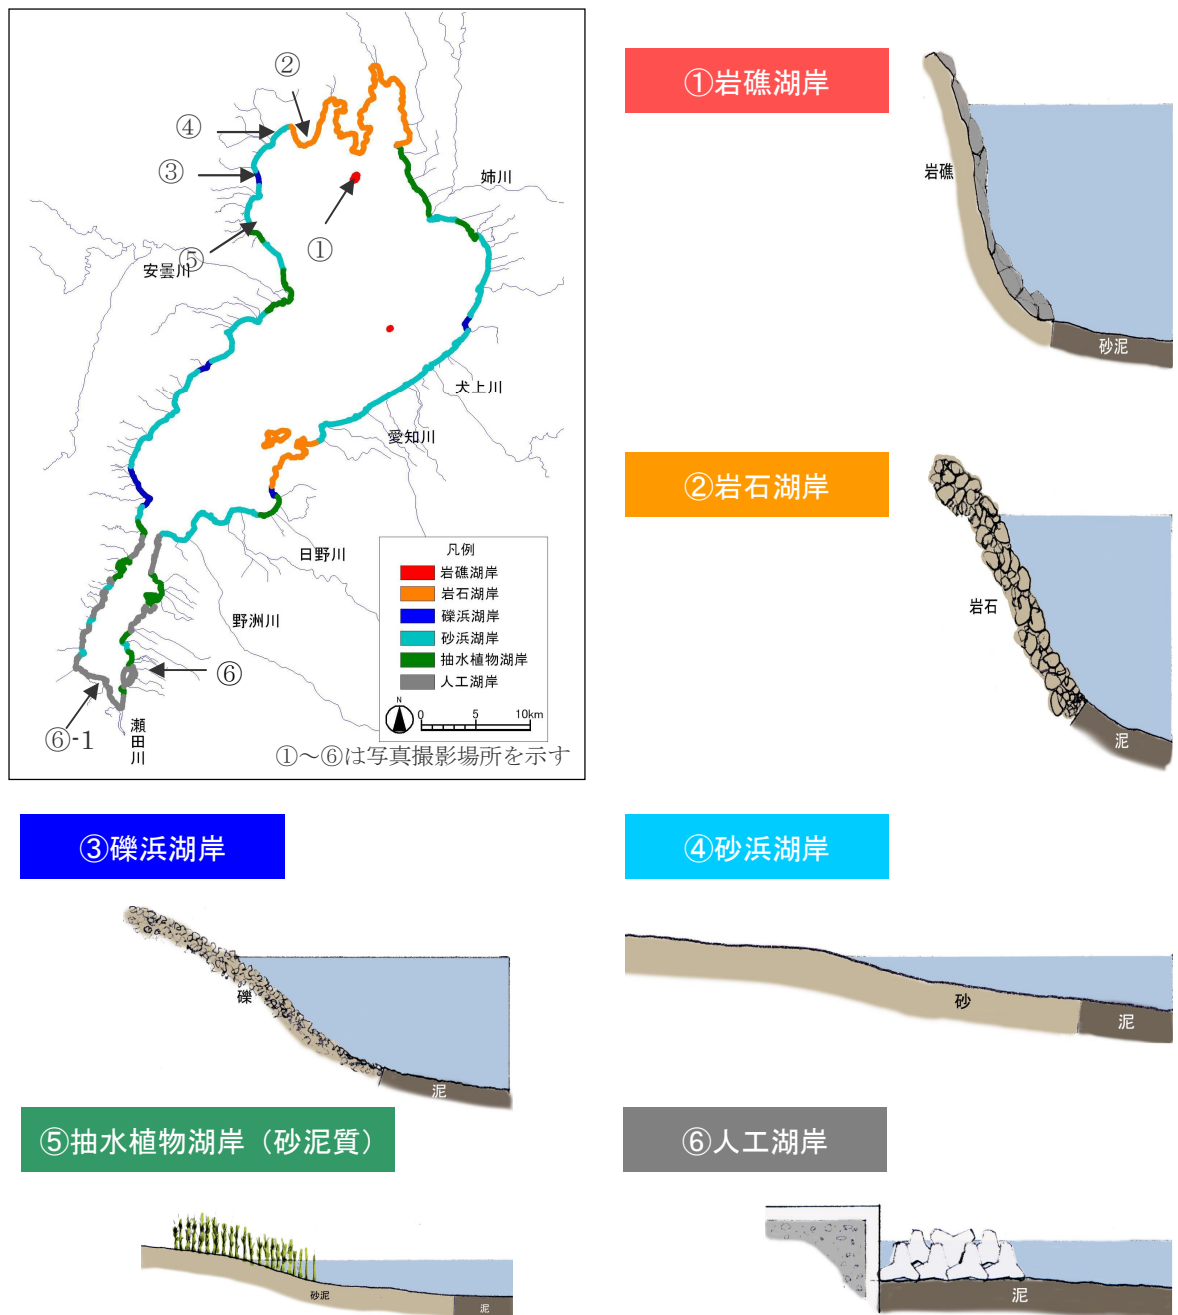 ②
④
③
①
⑤
姉川
安曇川
犬上川
愛知川
日野川
野洲川
⑥
⑥-1
瀬田川
凡例
岩礁湖岸
岩石湖岸
礫浜湖岸
砂浜湖岸
抽水植物湖岸
人工湖岸
N
0 5 10km
①～⑥は写真撮影場所を示す
①岩礁湖岸
岩礁
砂泥
②岩石湖岸
岩石
泥
③礫浜湖岸
礫
泥
④砂浜湖岸
砂
泥
⑤抽水植物湖岸（砂泥質）
砂泥
泥
⑥人工湖岸
泥